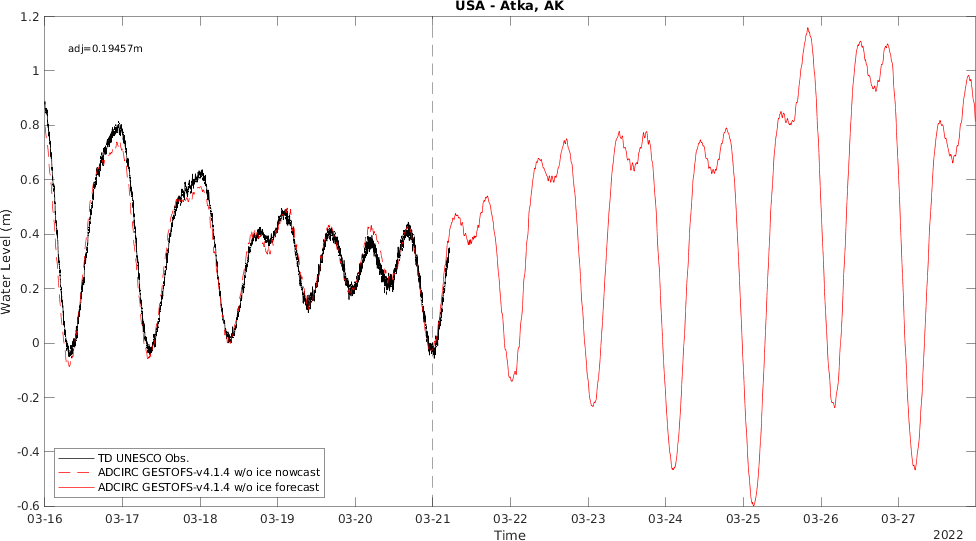 USA - Atka, AK
adj=0.19457m
1.2
1
0.8
0.6
0.4
0.2
0
-0.2
-0.4
-0.6
Water Level (m)
TD UNESCO Obs.
ADCIRC GESTOFS-v4.1.4 w/o ice nowcast
ADCIRC GESTOFS-v4.1.4 w/o ice forecast
03-16 03-17 03-18 03-19 03-20 03-21 03-22 03-23 03-24 03-25 03-26 03-27
Time
2022